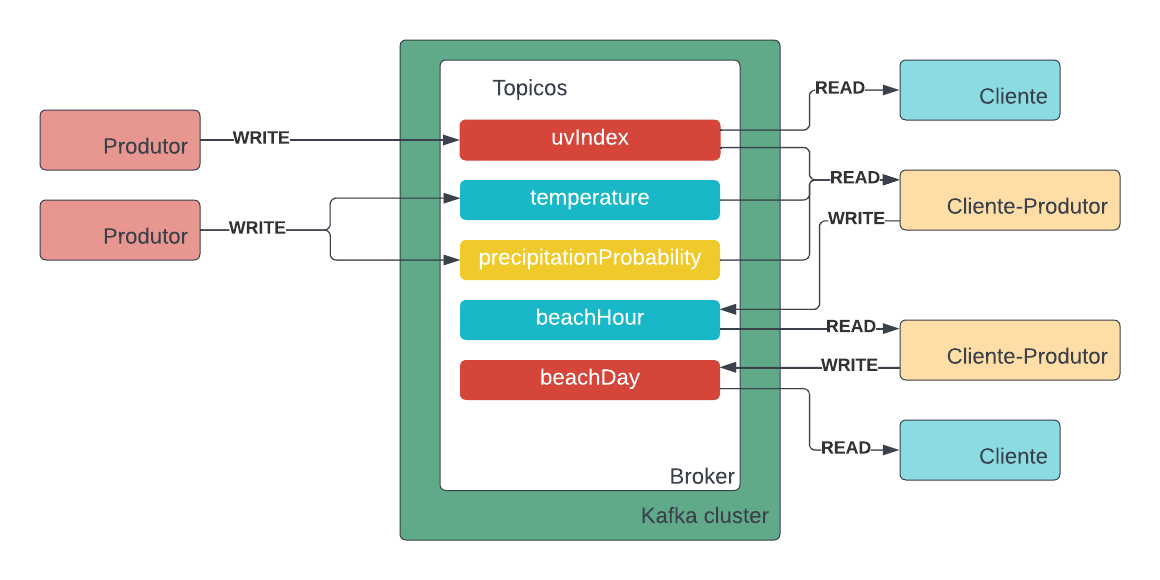 Topicos
READ
Cliente
uvIndex
Produtor
WRITE
READ
temperature
Cliente-Produtor
WRITE
Produtor
WRITE
precipitationProbability
beachHour
READ
Cliente-Produtor
WRITE
beachDay
READ
Cliente
Broker
Kafka cluster